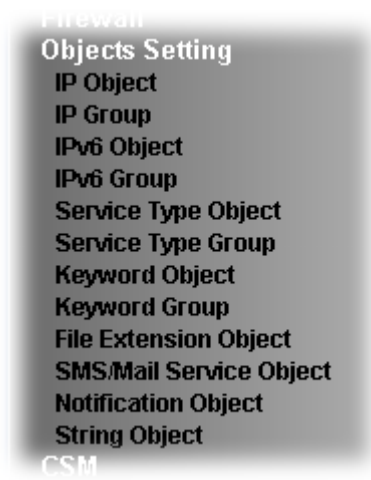 Firewall
Objects Setting
IP Object
IP Group
IPv6 Object
IPv6 Group
Service Type Object
Service Type Group
Keyword Object
Keyword Group
File Extension Object
SMS/Mail Service Object
Notification Object
String Object
CSM